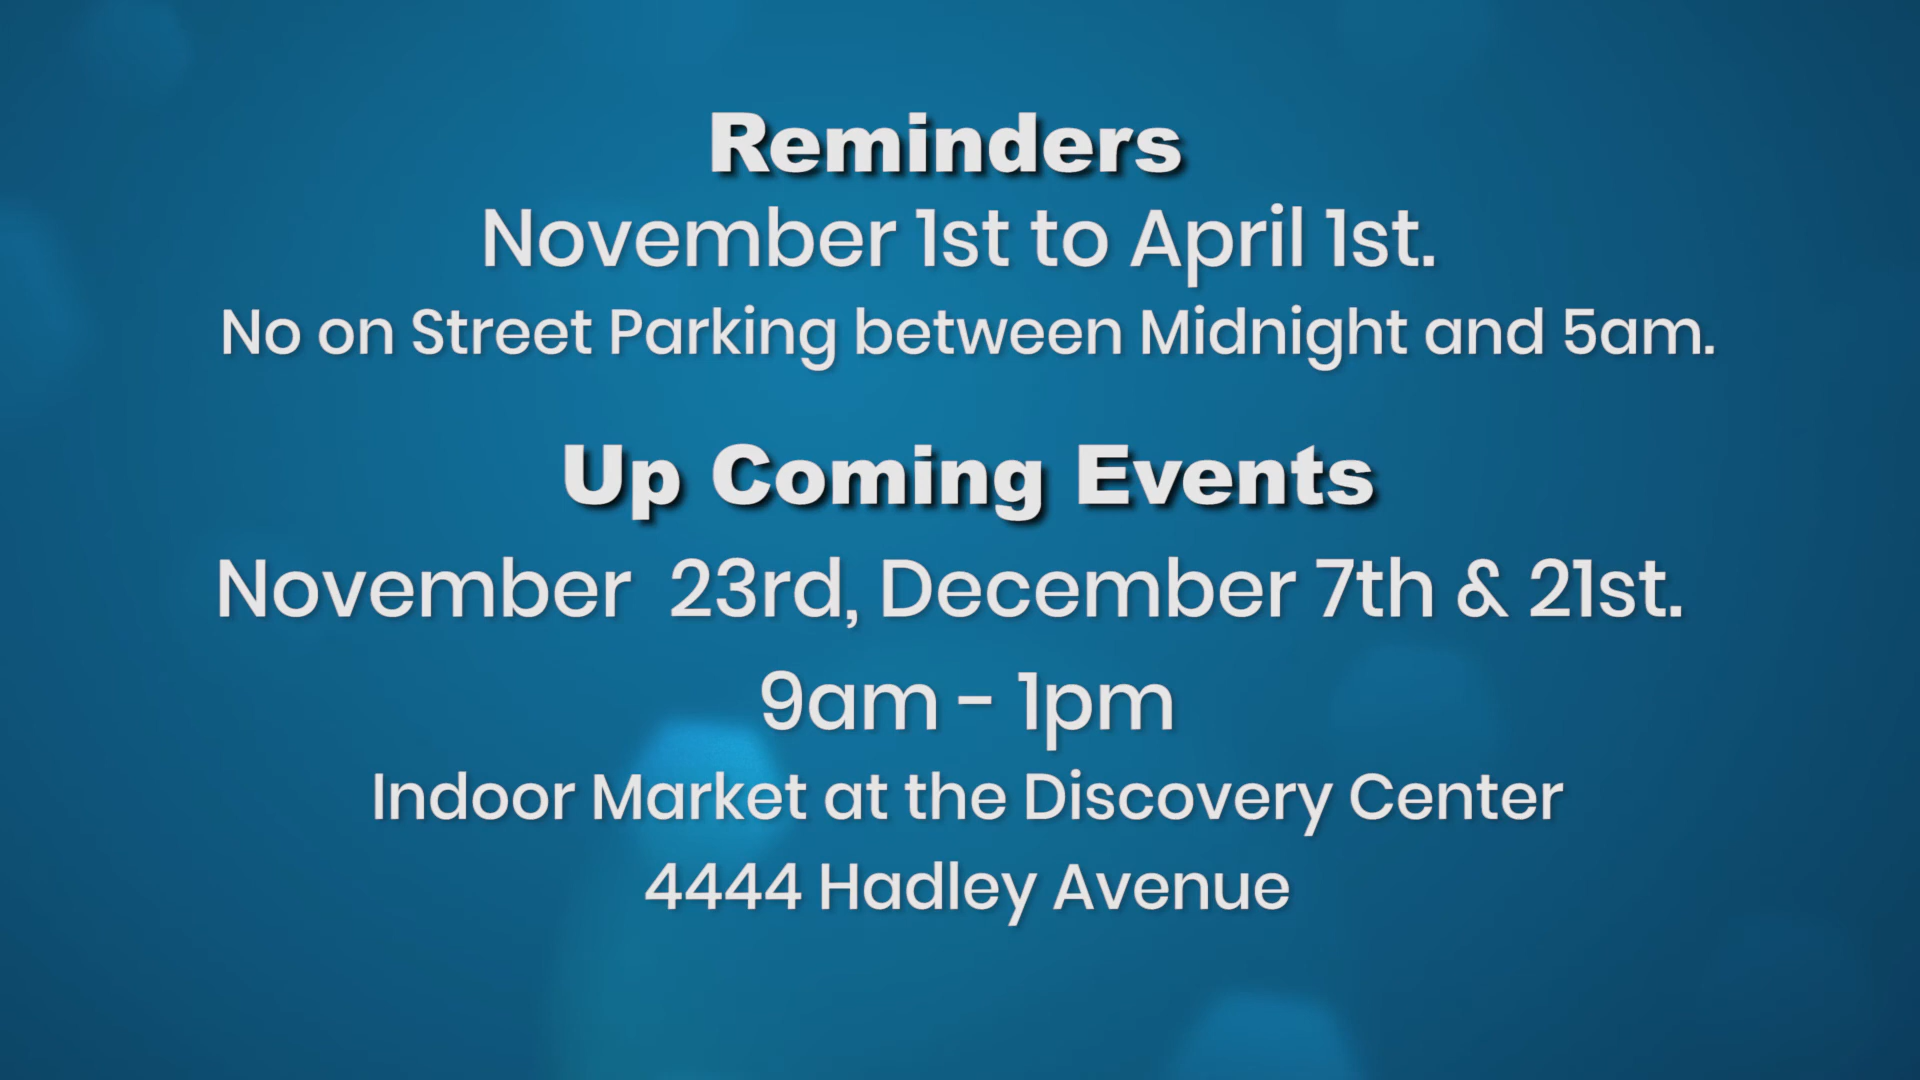 Reminders
November 1st to April 1st.
No on Street Parking between Midnight and 5am.
Up Coming Events
November 23rd, December 7th & 21st.
9am - 1pm
Indoor Market at the Discovery Center
4444 Hadley Avenue